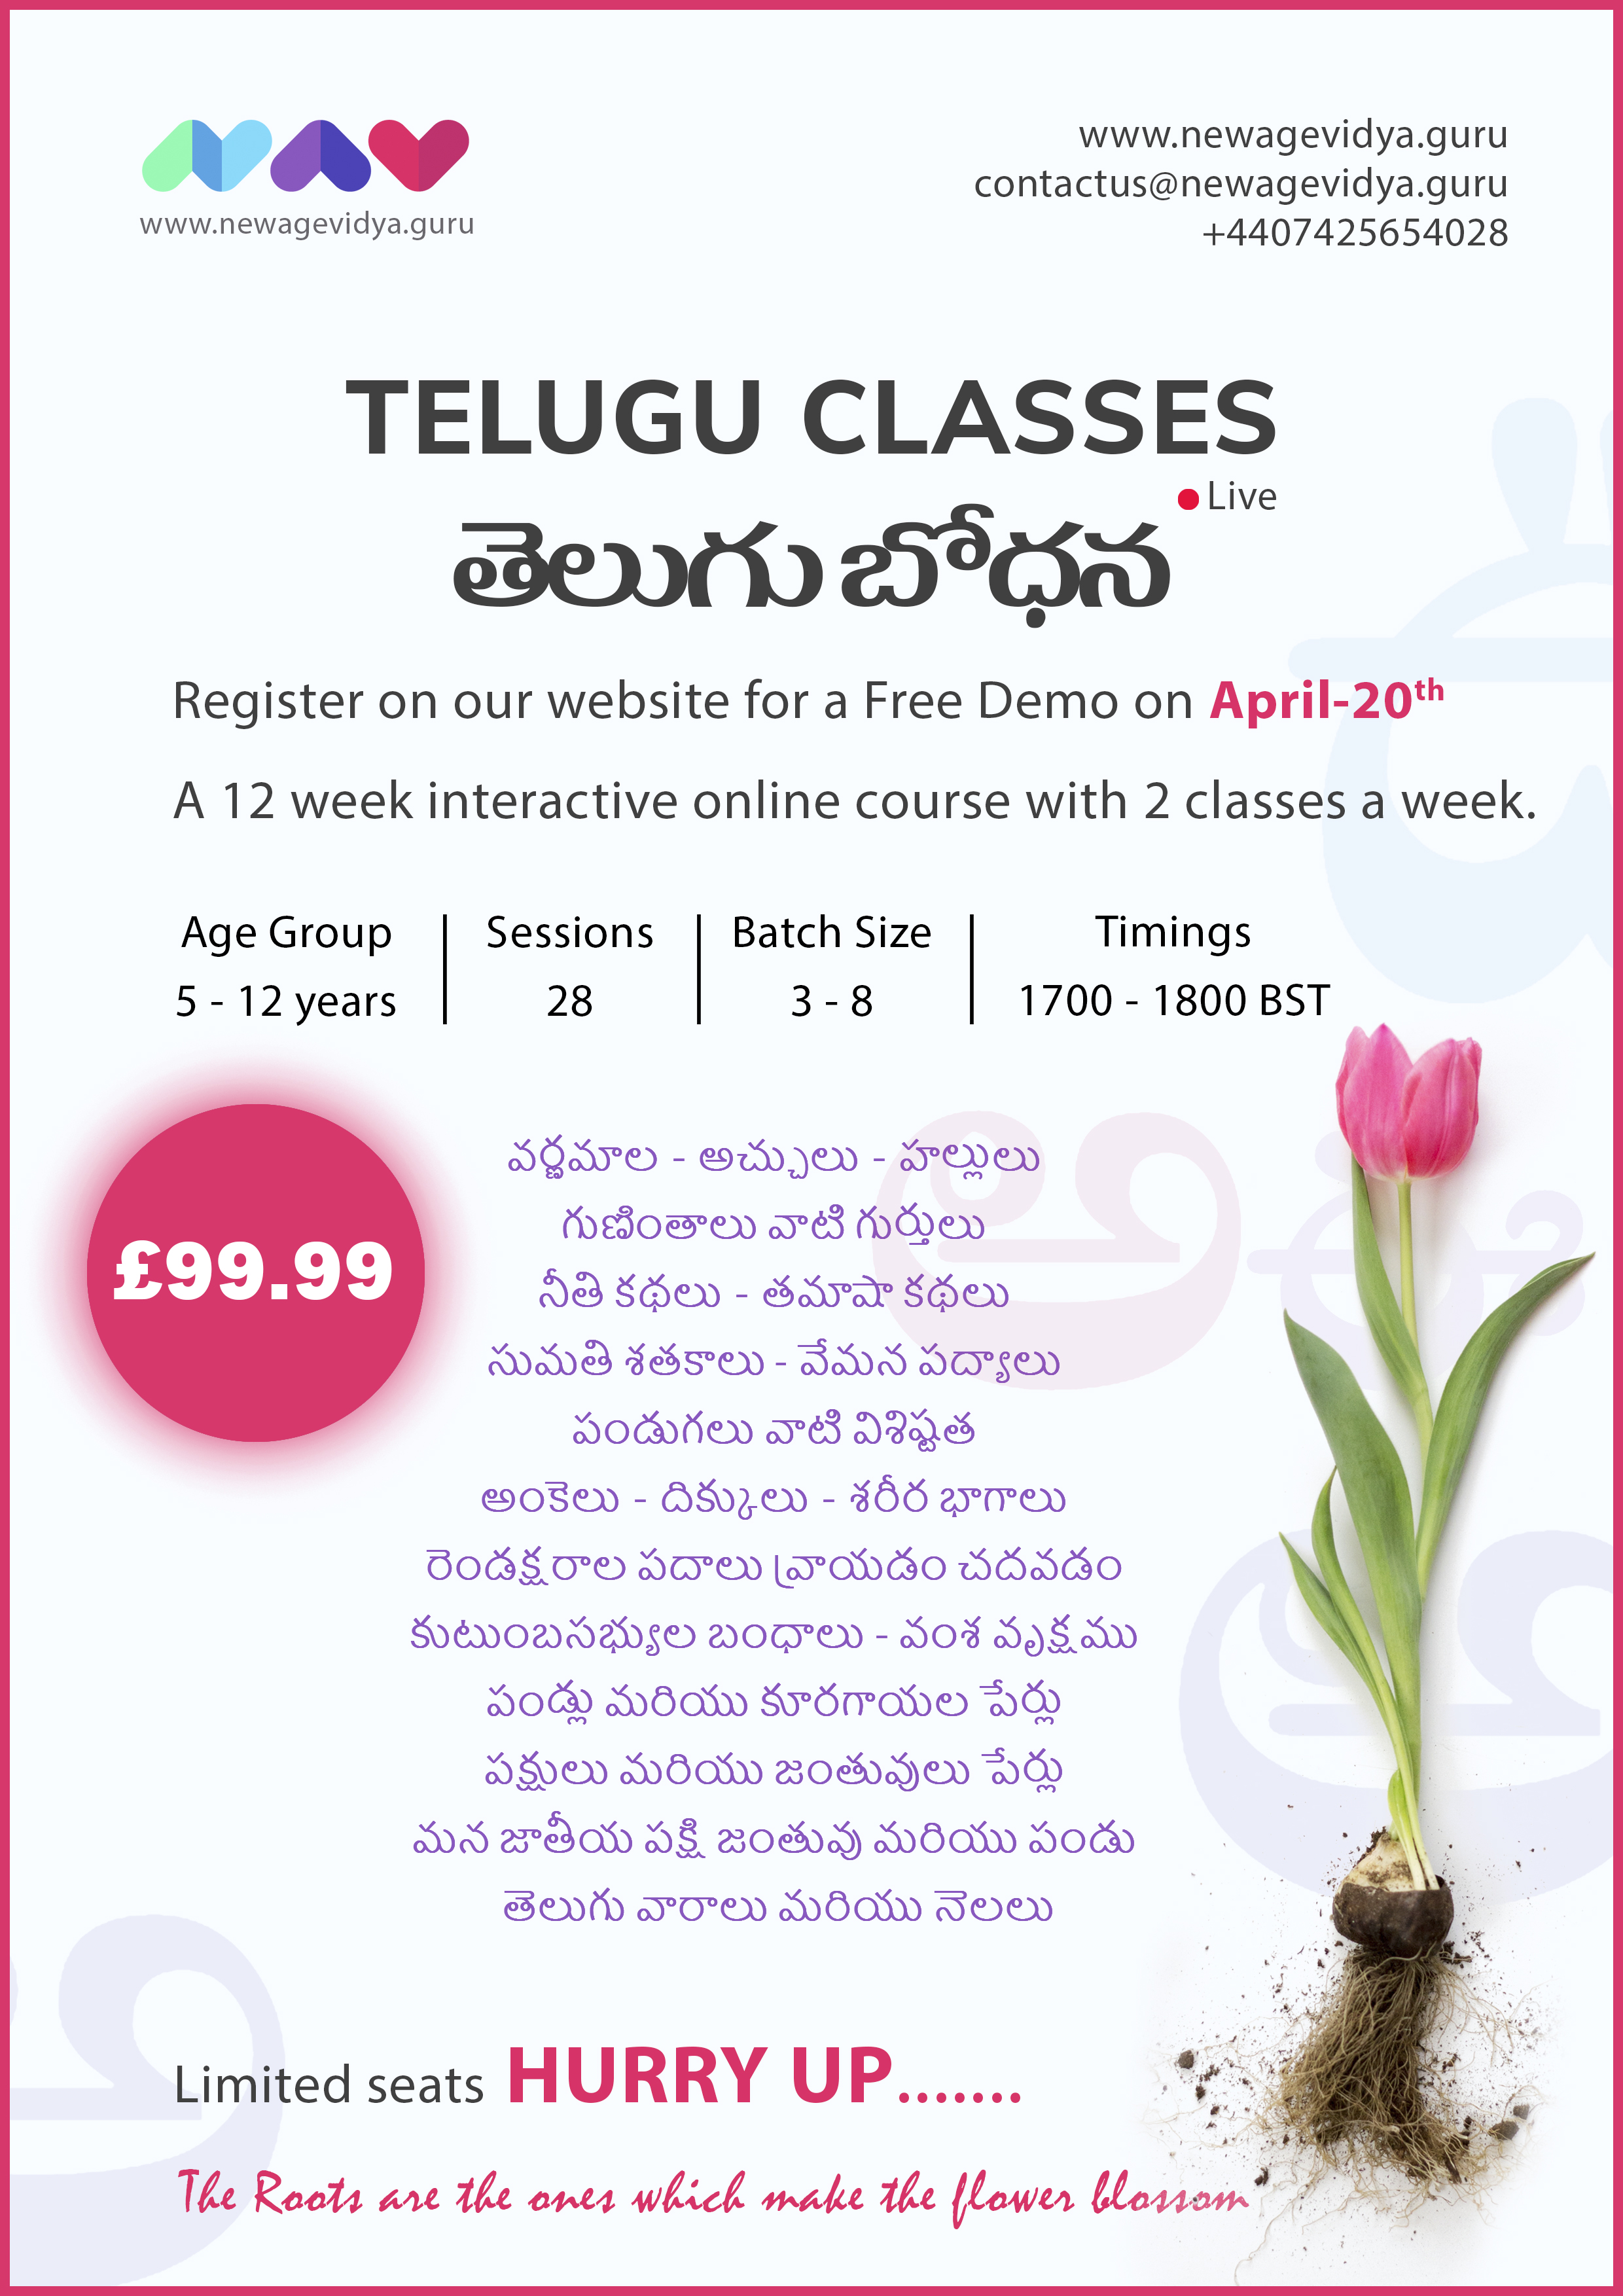 www.newagevidya.guru
www.newagevidya.guru
contactus@newagevidya.guru
+4407425654028
TELUGU CLASSES
Live
తెలుగు బోధన
Register on our website for a Free Demo on April-20th
A 12 week interactive online course with 2 classes a week.
Age Group
5 - 12 years
Sessions
28
Batch Size
3 - 8
Timings
1700 - 1800 BST
£99.99
వర్ణమాల - అచ్చులు - హల్లులు
గుణింతాలు వాటి గుర్తులు
నీతి కథలు - తమాషా కథలు
సుమతి శతకాలు - వేమన పద్యాలు
పండుగలు వాటి విశిష్టత
అంకెలు - దిక్కులు - శరీర భాగాలు
రెండక్షరాల పదాలు వ్రాయడం చదవడం
కుటుంబసభ్యుల బంధాలు - వంశ వృక్షము
పండ్లు మరియు కూరగాయల పేర్లు
పక్షులు మరియు జంతువులు పేర్లు
మన జాతీయ పక్షి జంతువు మరియు పండు
తెలుగు వారాలు మరియు నెలలు
Limited seats HURRY UP.......
The Roots are the ones which make the flower blossom